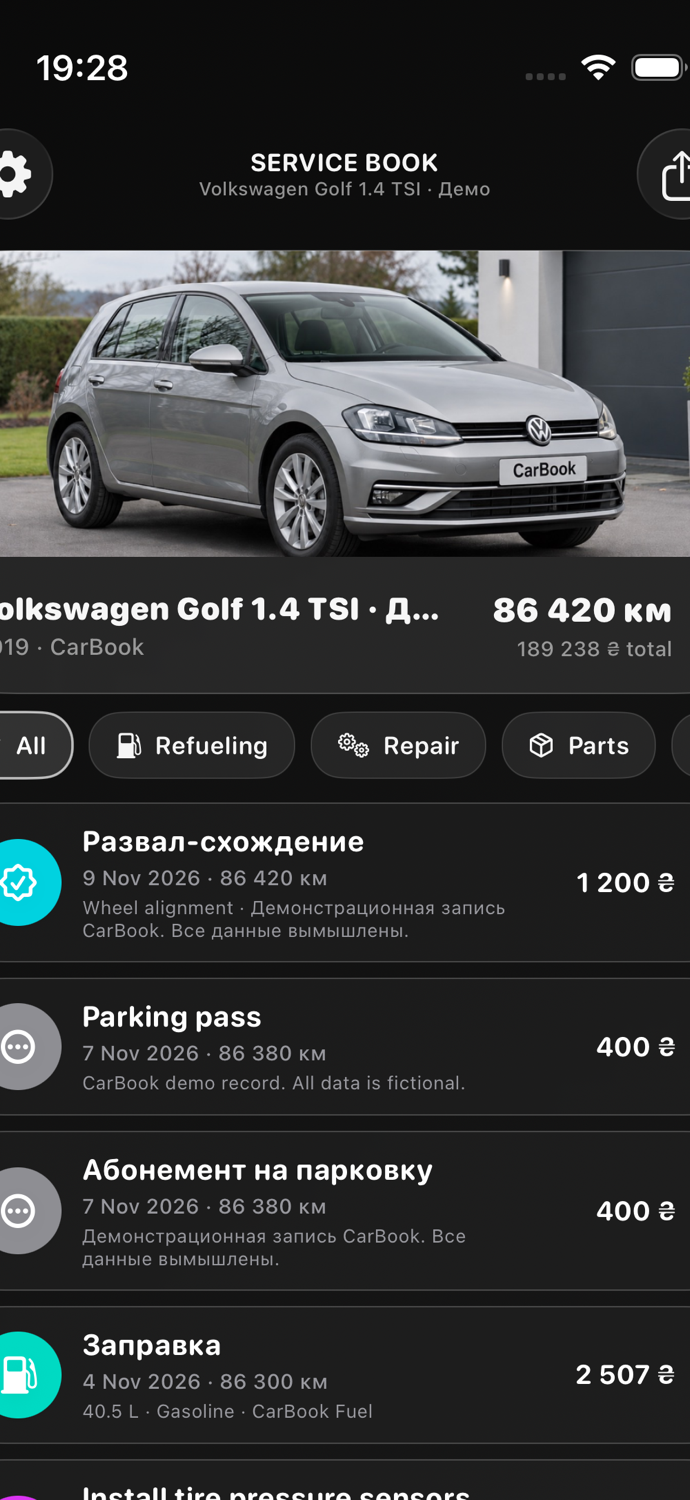 19:28
SERVICE BOOK
Volkswagen Golf 1.4 TSI · Демо
CarBook
olkswagen Golf 1.4 TSI · Д...
86 420 км
019 · CarBook
189 238 ₴ total
All
Refueling
Repair
Parts
Развал-схождение
9 Nov 2026 · 86 420 км
1 200 ₴
Wheel alignment · Демонстрационная запись
CarBook. Все данные вымышлены.
Parking pass
7 Nov 2026 · 86 380 км
400 ₴
CarBook demo record. All data is fictional.
Абонемент на парковку
7 Nov 2026 · 86 380 км
400 ₴
Демонстрационная запись CarBook. Все
данные вымышлены.
Заправка
4 Nov 2026 · 86 300 км
2 507 ₴
40.5 L · Gasoline · CarBook Fuel
Install tire pressure sensors